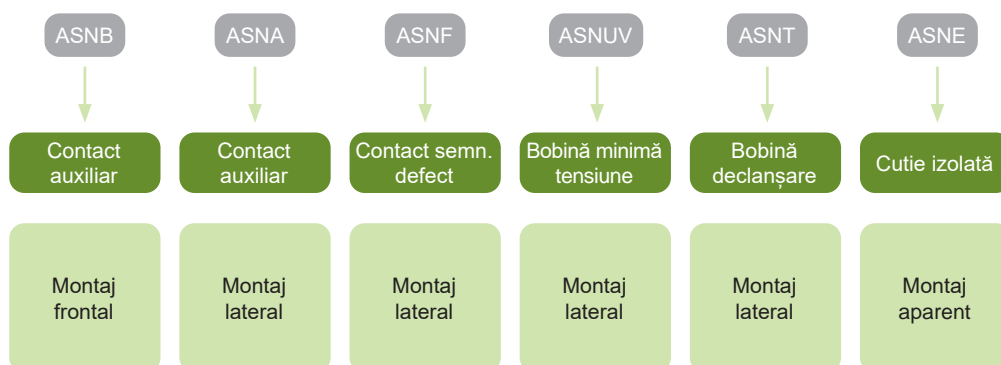 ASNB
ASNA
ASNF
ASNUV
ASNT
ASNE
Contact
auxiliar
Contact
auxiliar
Contact semn.
defect
Bobină minimă
tensiune
Bobină
declanșare
Cutie izolată
Montaj
frontal
Montaj
lateral
Montaj
lateral
Montaj
lateral
Montaj
lateral
Montaj
aparent